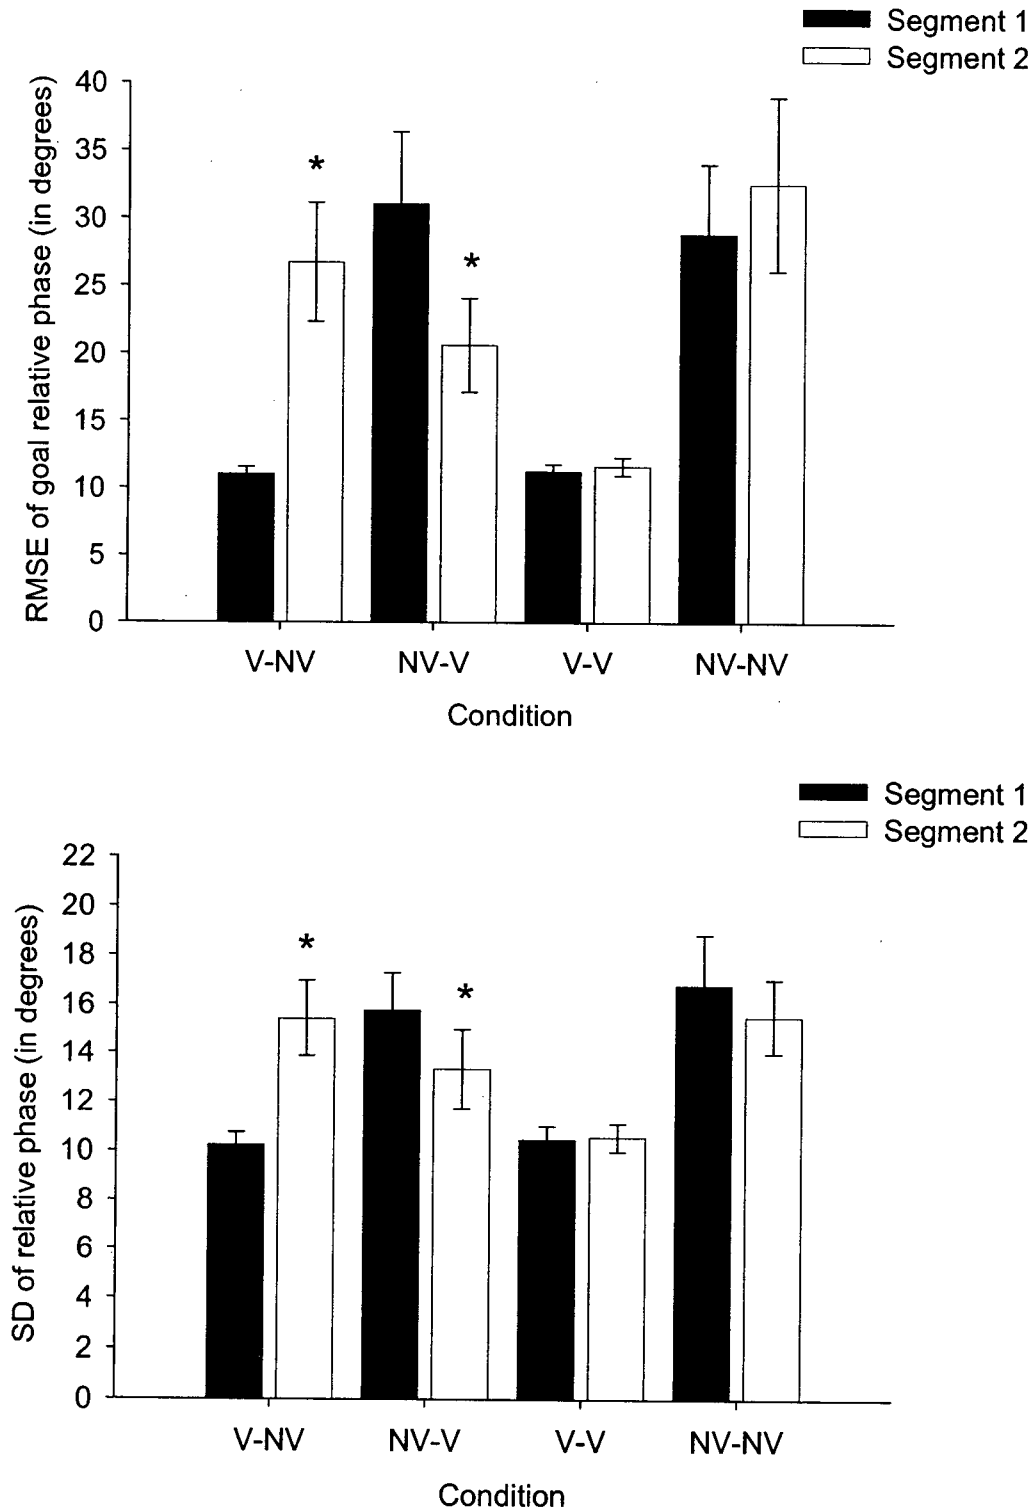 Segment 1
Segment 2
RMSE of goal relative phase (in degrees)
40
35
30
25
20
15
10
5
0
*
*
V-NV NV-V V-V NV-NV
Condition
Segment 1
Segment 2
SD of relative phase (in degrees)
22
20
18
16
14
12
10
8
6
4
2
0
*
*
V-NV NV-V V-V NV-NV
Condition